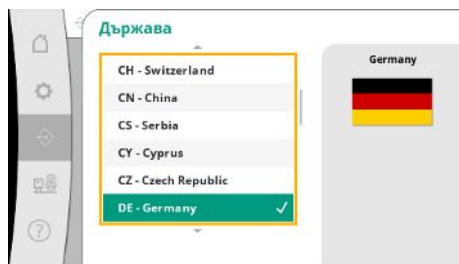 Държава
CH - Switzerland
CN - China
CS - Serbia
CY - Cyprus
CZ - Czech Republic
DE - Germany
Germany